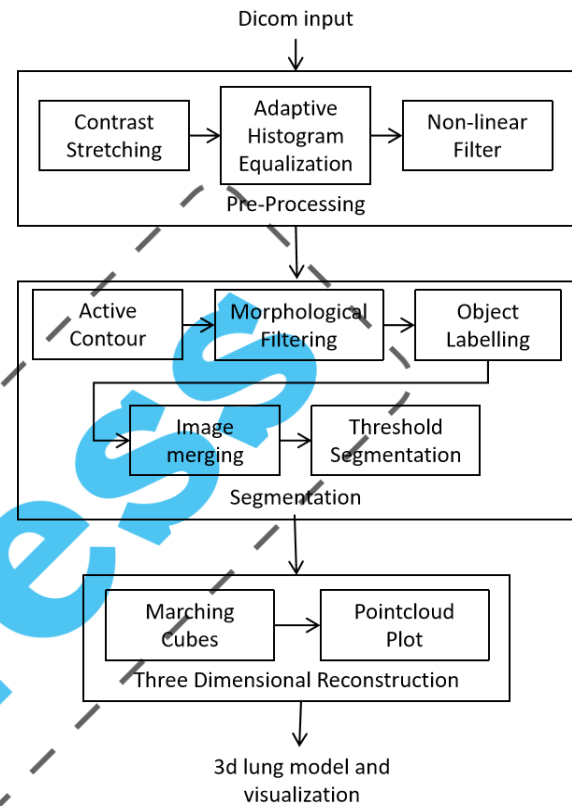 Dicom input
Contrast
Stretching
Adaptive
Histogram
Equalization
Non-linear
Filter
Pre-Processing
Active
Contour
Morphological
Filtering
Object
Labelling
Image
merging
Threshold
Segmentation
Segmentation
Marching
Cubes
Pointcloud
Plot
Three Dimensional Reconstruction
3d lung model and
visualization
ess